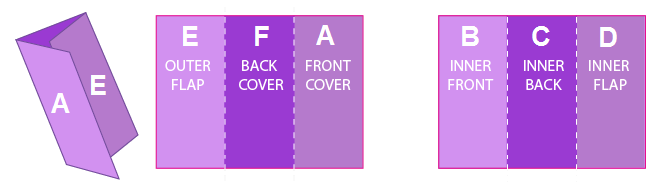 A
E
E
OUTER
FLAP
F
BACK
COVER
A
FRONT
COVER
B
INNER
FRONT
C
INNER
BACK
D
INNER
FLAP